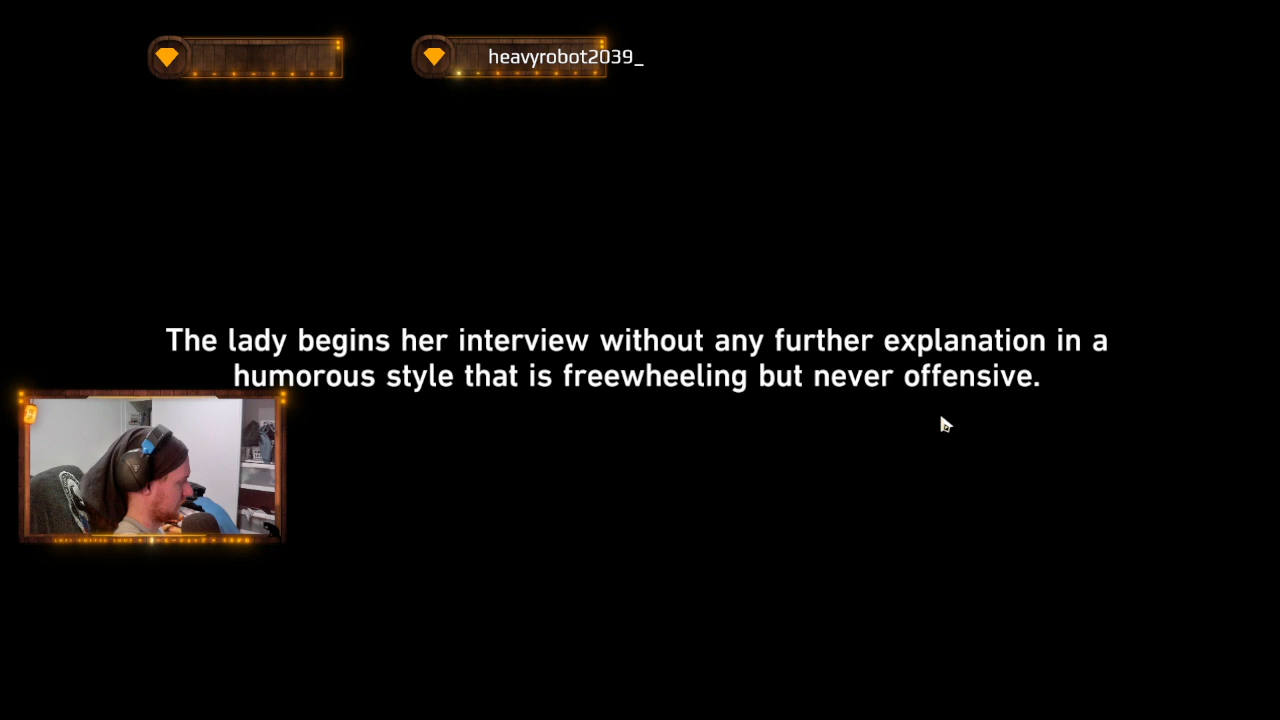 heavyrobot2039_
The lady begins her interview without any further explanation in a
humorous style that is freewheeling but never offensive.